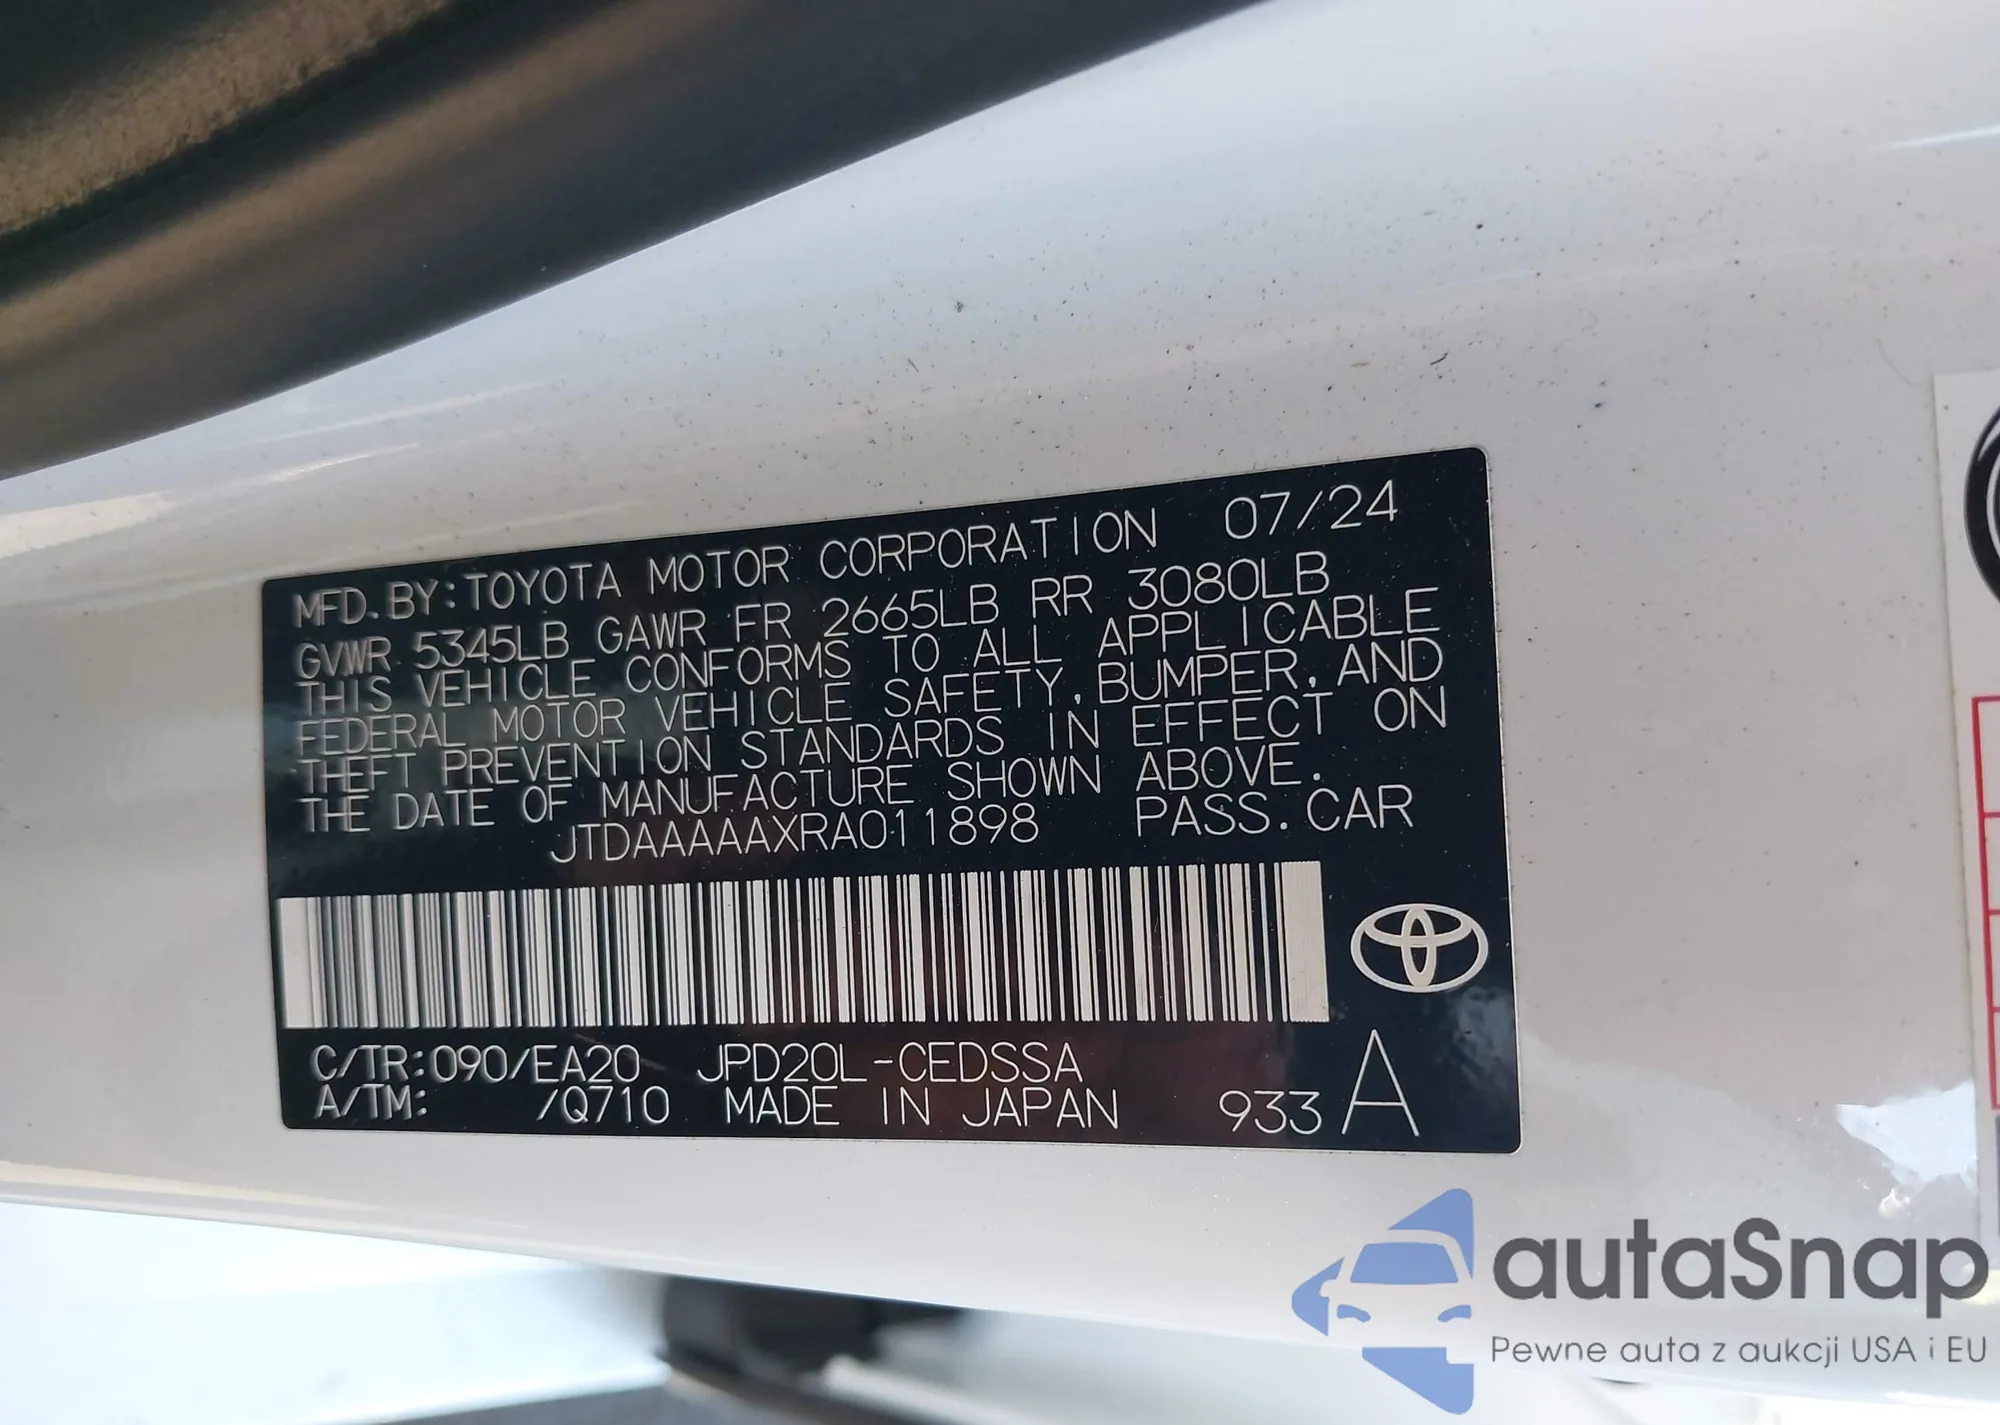 MFD. BY: TOYOTA MOTOR CORPORATION 07/24
GVWR 5345LB GAWR FR 2665LB RR 3080LB
THIS VEHICLE CONFORMS TO ALL APPLICABLE
FEDERAL MOTOR VEHICLE SAFETY, BUMPER, AND
THEFT PREVENTION STANDARDS IN EFFECT ON
THE DATE OF MANUFACTURE SHOWN ABOVE.
JTDAAAAAXRA011898 PASS. CAR
C/TR: 090/EA20 JPD20L-CEDSSA
A/TM: /Q710 MADE IN JAPAN 933 A
autaSnap
Pewne auta z aukcji USA i EU